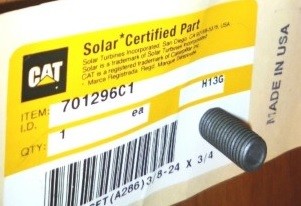 Solar*Certified Part
Solar Turbines Incorporated, San Diego, CA
Solar is a trademark of Solar Turbines Incorporated
CAT is a registered Trademark of Caterpillar Inc.
CAT
ITEM 701296C1
I.D.
ea
H13G
QTY: 1
SET(A286)3/8-24 X 3/4
MADE IN USA